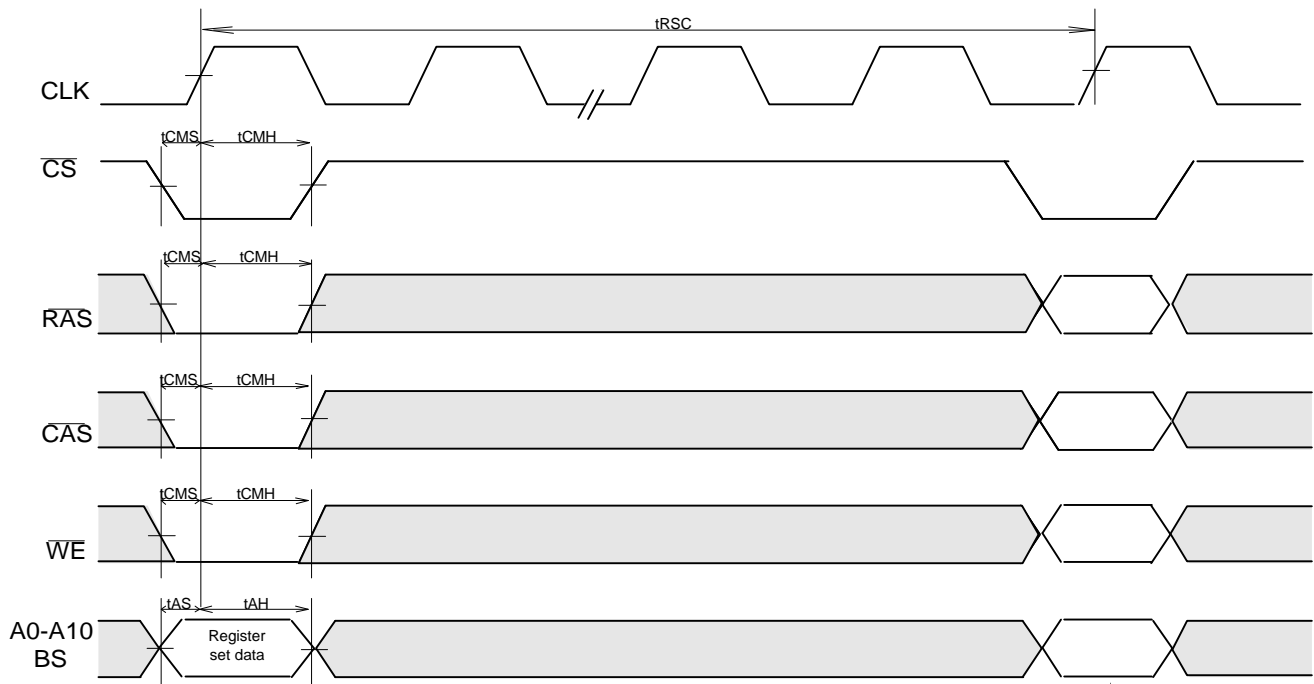 tRSC
CLK
tCMS tCMH
CS
tCMS tCMH
RAS
tCMS tCMH
CAS
tCMS tCMH
WE
tAS tAH
A0-A10
BS
Register
set data